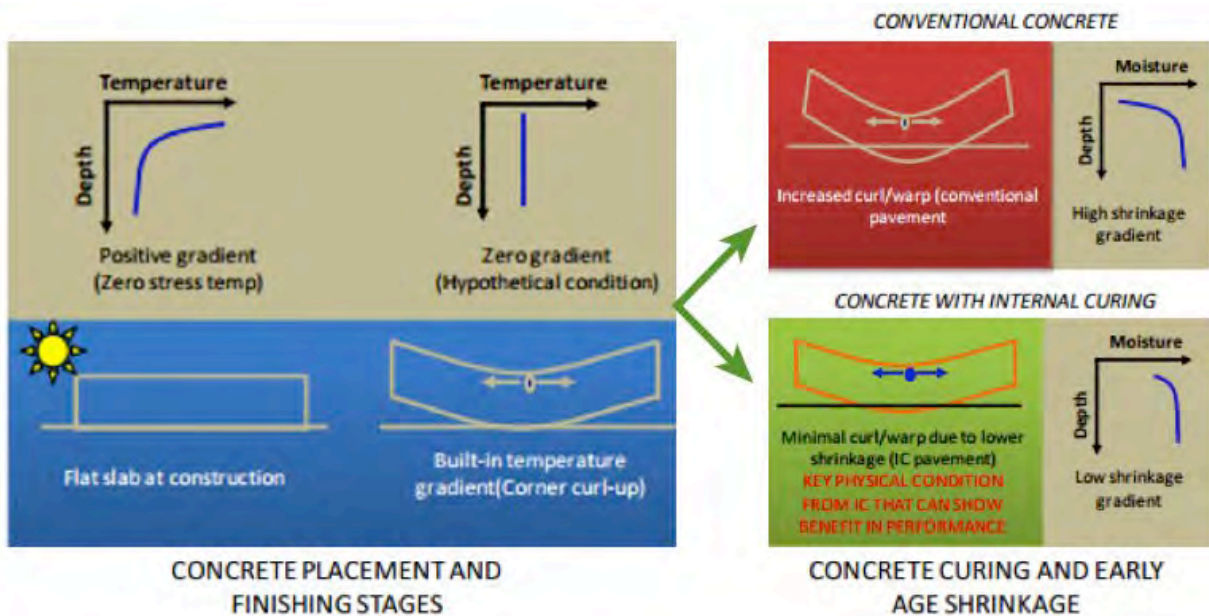 CONVENTIONAL CONCRETE
Temperature
Depth
Positive gradient
(Zero stress temp)
Temperature
Depth
Zero gradient
(Hypothetical condition)
Flat slab at construction
Built-in temperature
gradient(Corner curl-up)
CONCRETE PLACEMENT AND
FINISHING STAGES
Increased curl/warp (conventional
pavement
Moisture
Depth
High shrinkage
gradient
CONCRETE WITH INTERNAL CURING
Minimal curl/warp due to lower
shrinkage (IC pavement)
KEY PHYSICAL CONDITION
FROM IC THAT CAN SHOW
BENEFIT IN PERFORMANCE
Moisture
Depth
Low shrinkage
gradient
CONCRETE CURING AND EARLY
AGE SHRINKAGE